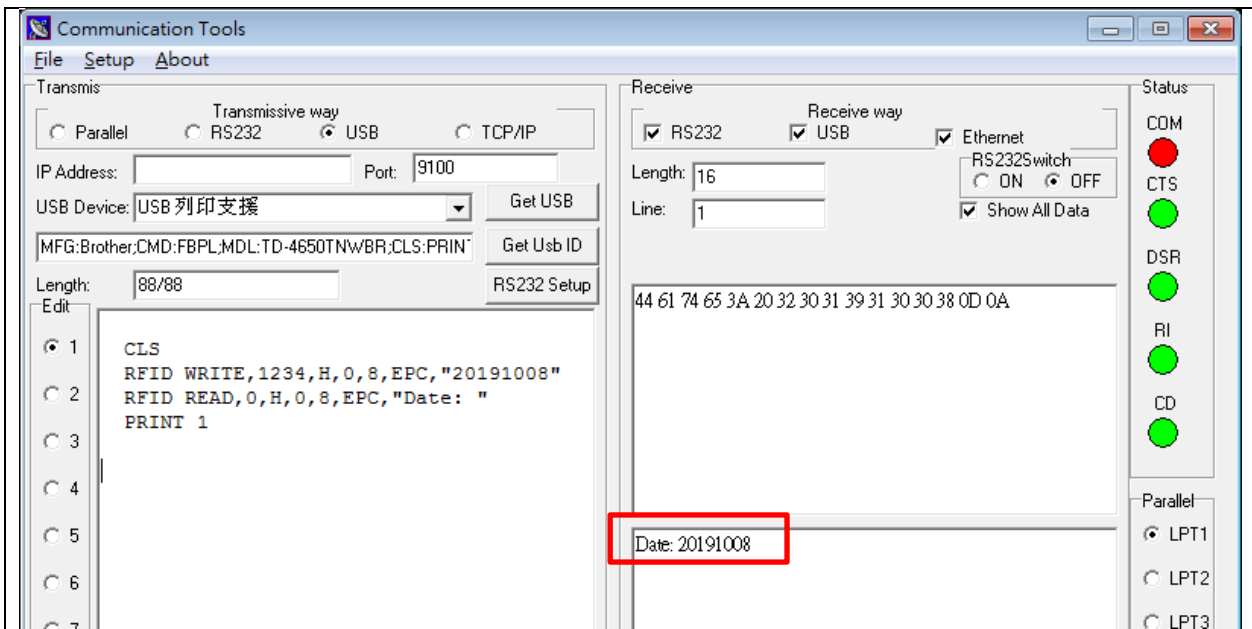 Communication Tools
File Setup About
Transmis
Transmissive way
Parallel RS232 USB TCP/IP
IP Address: Port: 9100
USB Device: USB 列印支援 Get USB
MFG:Brother;CMD:FBPL;MDL:TD-4650TNWBR;CLS:PRIN Get Usb ID
Length: 88/88 RS232 Setup
Edit
1
2
3
4
5
6
7
CLS
RFID WRITE,1234,H,0,8,EPC,"20191008"
RFID READ,0,H,0,8,EPC,"Date: "
PRINT 1
Receive
Receive way
RS232 USB Ethernet
Length: 16
RS232Switch
ON OFF
Line: 1
Show All Data
44 61 74 65 3A 20 32 30 31 39 31 30 30 38 0D 0A
Date: 20191008
Status
COM
CTS
DSR
RI
CD
Parallel
LPT1
LPT2
LPT3